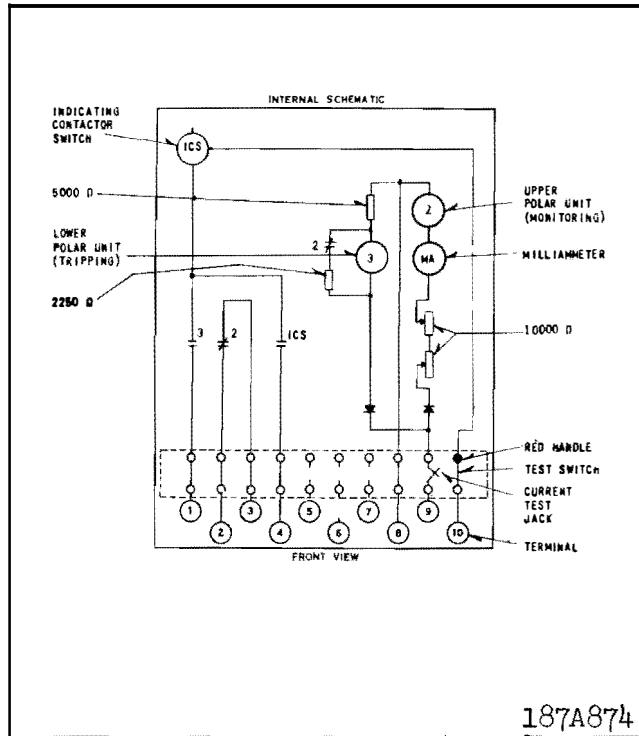 INTERNAL SCHEMATIC
INDICATING
CONTACTOR
SWITCH
ICS
5000 Ω
UPPER
POLAR UNIT
(MONITORING)
2
LOWER
POLAR UNIT
(TRIPPING)
2
3
MA
MILLIAMMETER
2250 Ω
3
2
ICS
10000 Ω
RED HANDLE
TEST SWITCH
CURRENT
TEST
JACK
1
3
5
7
9
2
4
6
8
10
TERMINAL
FRONT VIEW
187A874